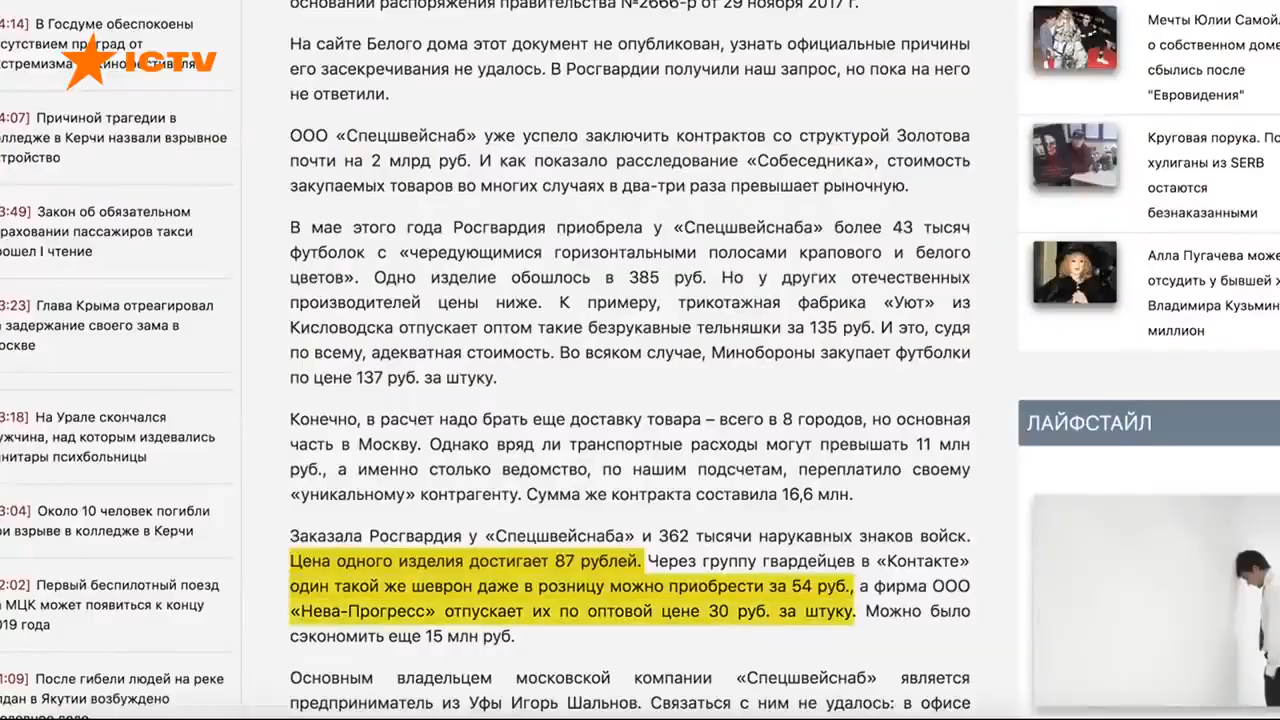 4:14] В Госдуме обеспокоены
сутствием преград от
кстремизма
ICTV
4:07] Причиной трагедии в
лледже в Керчи назвали взрывное
тройство
3:49] Закон об обязательном
раховании пассажиров такси
рошел I чтение
3:23] Глава Крыма отреагировал
задержание своего зама в
оскве
3:18] На Урале скончался
ужчина, над которым издевались
нитары психбольницы
3:04] Около 10 человек погибли
ри взрыве в колледже в Керчи
2:02] Первый беспилотный поезд
МЦК может появиться к концу
019 года
1:09] После гибели людей на реке
лдан в Якутии возбуждено
основании распоряжения правительства №2666-р от 29 ноября 2017 г.
На сайте Белого дома этот документ не опубликован, узнать официальные причины
его засекречивания не удалось. В Росгвардии получили наш запрос, но пока на него
не ответили.
ООО «Спецшвейснаб» уже успело заключить контрактов со структурой Золотова
почти на 2 млрд руб. И как показало расследование «Собеседника», стоимость
закупаемых товаров во многих случаях в два-три раза превышает рыночную.
В мае этого года Росгвардия приобрела у «Спецшвейснаба» более 43 тысяч
футболок с «чередующимися горизонтальными полосами крапового и белого
цветов». Одно изделие обошлось в 385 руб. Но у других отечественных
производителей цены ниже. К примеру, трикотажная фабрика «Уют» из
Кисловодска отпускает оптом такие безрукавные тельняшки за 135 руб. И это, судя
по всему, адекватная стоимость. Во всяком случае, Минобороны закупает футболки
по цене 137 руб. за штуку.
Конечно, в расчет надо брать еще доставку товара – всего в 8 городов, но основная
часть в Москву. Однако вряд ли транспортные расходы могут превышать 11 млн
руб., а именно столько ведомство, по нашим подсчетам, переплатило своему
«уникальному» контрагенту. Сумма же контракта составила 16,6 млн.
Заказала Росгвардия у «Спецшвейснаба» и 362 тысячи нарукавных знаков войск.
Цена одного изделия достигает 87 рублей. Через группу гвардейцев в «Контакте»
один такой же шеврон даже в розницу можно приобрести за 54 руб., а фирма ООО
«Нева-Прогресс» отпускает их по оптовой цене 30 руб. за штуку. Можно было
сэкономить еще 15 млн руб.
Основным владельцем московской компании «Спецшвейснаб» является
предприниматель из Уфы Игорь Шальнов. Связаться с ним не удалось: в офисе
Мечты Юлии Самой
о собственном доме
сбылись после
"Евровидения"
Круговая порука. По
хулиганы из SERB
остаются
безнаказанными
Алла Пугачева може
отсудить у бывшей ж
Владимира Кузьмин
миллион
ЛАЙФСТАЙЛ